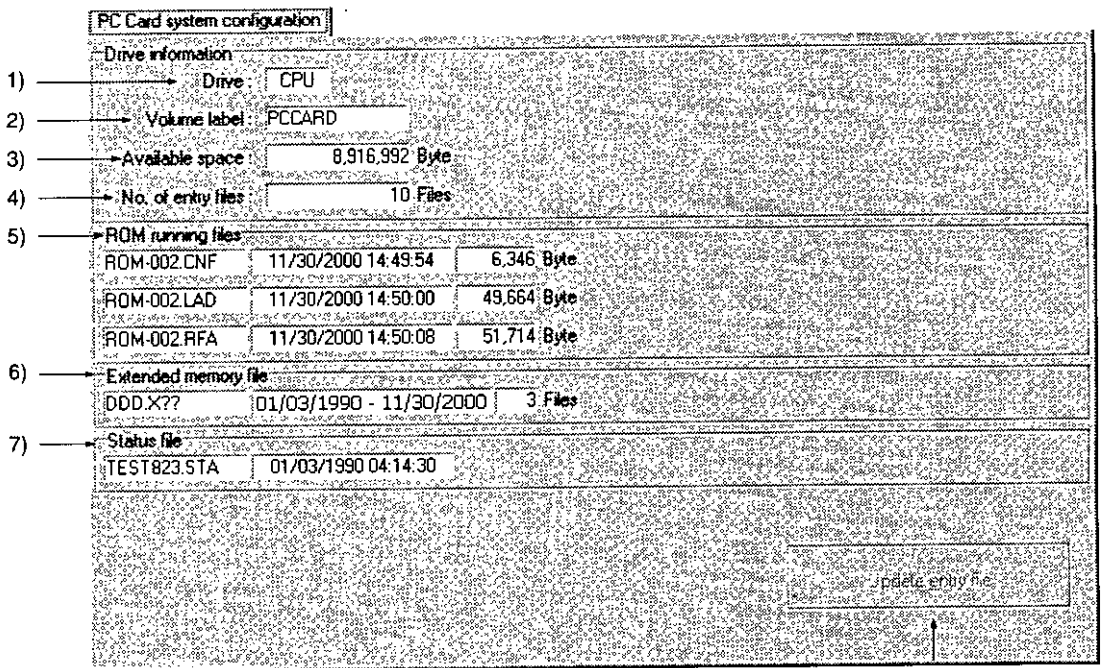 PC Card system configuration
Drive information
1) Drive : CPU
2) Volume label : PCCARD
3) Available space : 8,916,992 Byte
4) No. of entry files : 10 Files
5) ROM running files
ROM-002.CNF 11/30/2000 14:49:54 6,346 Byte
ROM-002.LAD 11/30/2000 14:50:00 49,664 Byte
ROM-002.RFA 11/30/2000 14:50:08 51,714 Byte
6) Extended memory file
DDD.X?? 01/03/1990 - 11/30/2000 3 Files
7) Status file
TEST823.STA 01/03/1990 04:14:30
Update entry file